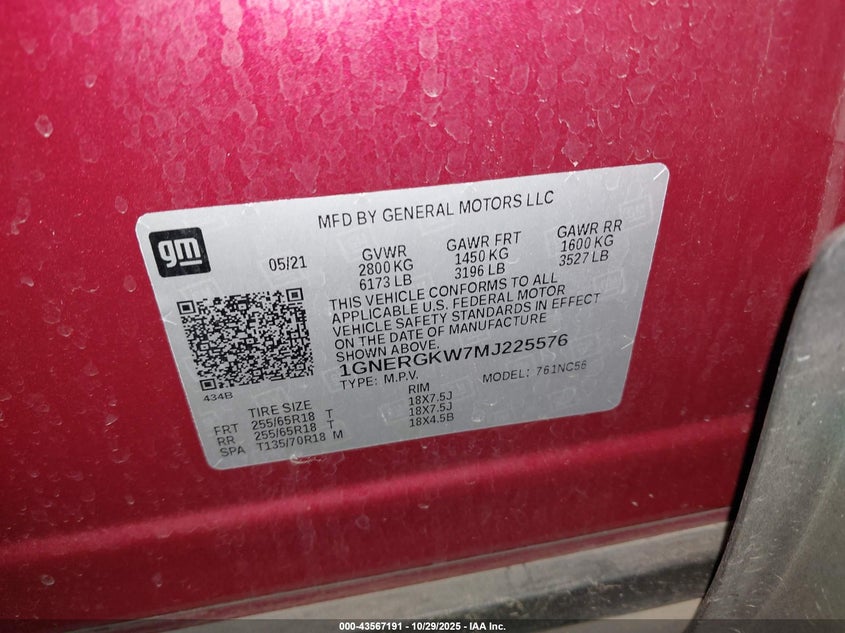 MFD BY GENERAL MOTORS LLC
gm
05/21
GVWR GAWR FRT GAWR RR
2800 KG 1450 KG 1600 KG
6173 LB 3196 LB 3527 LB
THIS VEHICLE CONFORMS TO ALL
APPLICABLE U.S. FEDERAL MOTOR
VEHICLE SAFETY STANDARDS IN EFFECT
ON THE DATE OF MANUFACTURE
SHOWN ABOVE.
1GNERGKW7MJ225576
TYPE: M.P.V. MODEL: 761NC56
434B
TIRE SIZE RIM
FRT 255/65R18 T 18X7.5J
RR 255/65R18 T 18X7.5J
SPA T135/70R18 M 18X4.5B
000-43567191 - 10/29/2025 - IAA Inc.